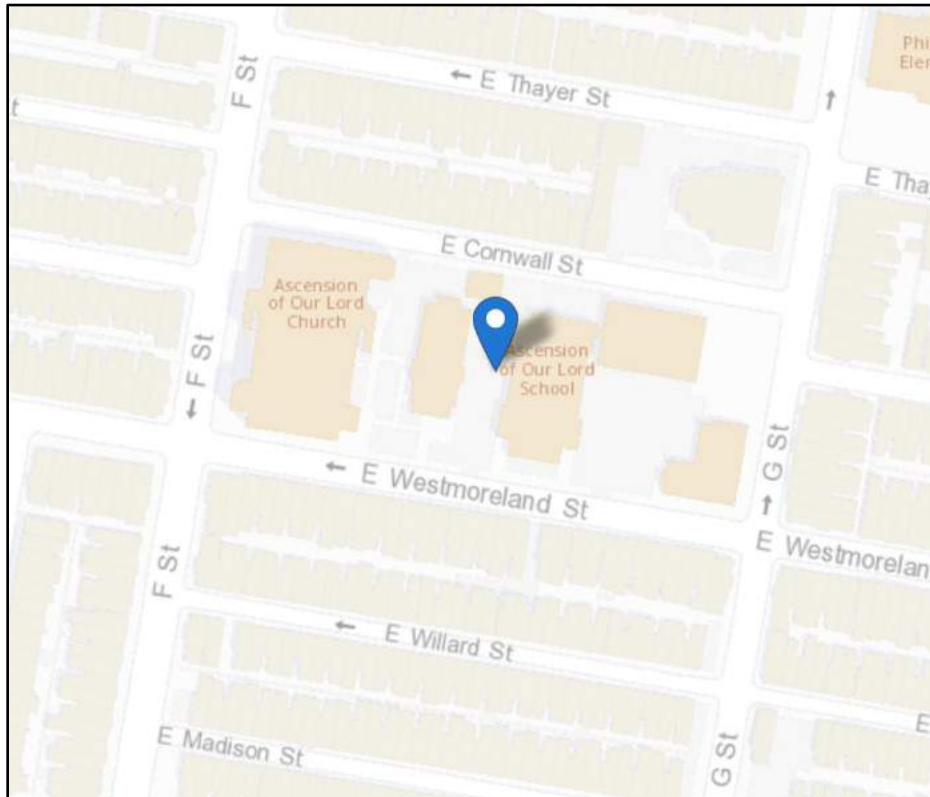 F St
E Thayer St
Phi
Eler
E Tha
E Cornwall St
Ascension
of Our Lord
Church
Ascension
of Our Lord
School
F St
G St
E Westmoreland St
E Westmorelan
F St
E Willard St
E Madison St
G St
E
t